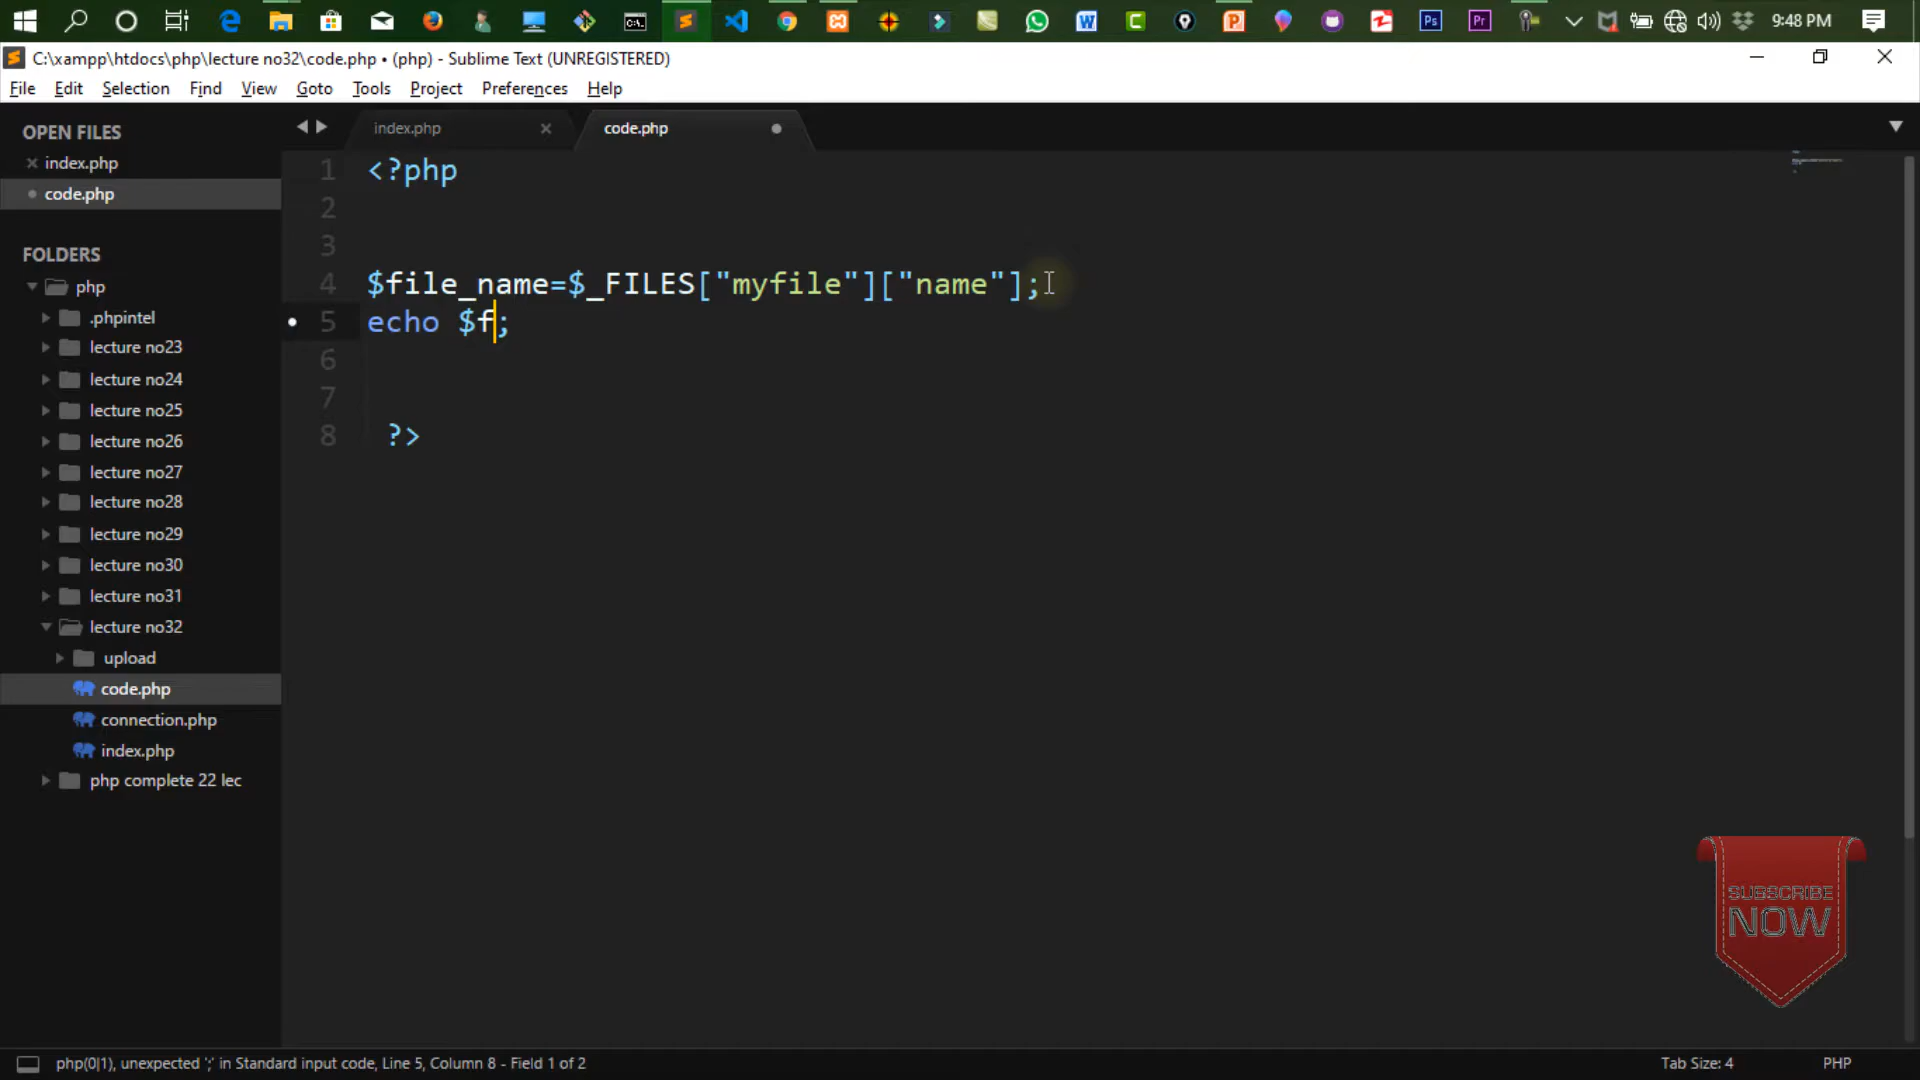 9:48 PM
C:\xampp\htdocs\php\lecture no32\code.php • (php) - Sublime Text (UNREGISTERED)
File Edit Selection Find View Goto Tools Project Preferences Help
OPEN FILES
index.php
code.php
FOLDERS
php
.phpintel
lecture no23
lecture no24
lecture no25
lecture no26
lecture no27
lecture no28
lecture no29
lecture no30
lecture no31
lecture no32
upload
code.php
connection.php
index.php
php complete 22 lec
index.php code.php
1 <?php
2
3
4 $file_name=$_FILES["myfile"]["name"];
5 echo $f;
6
7
8 ?>
SUBSCRIBE
NOW
php(0|1), unexpected ';' in Standard input code, Line 5, Column 8 - Field 1 of 2
Tab Size: 4 PHP